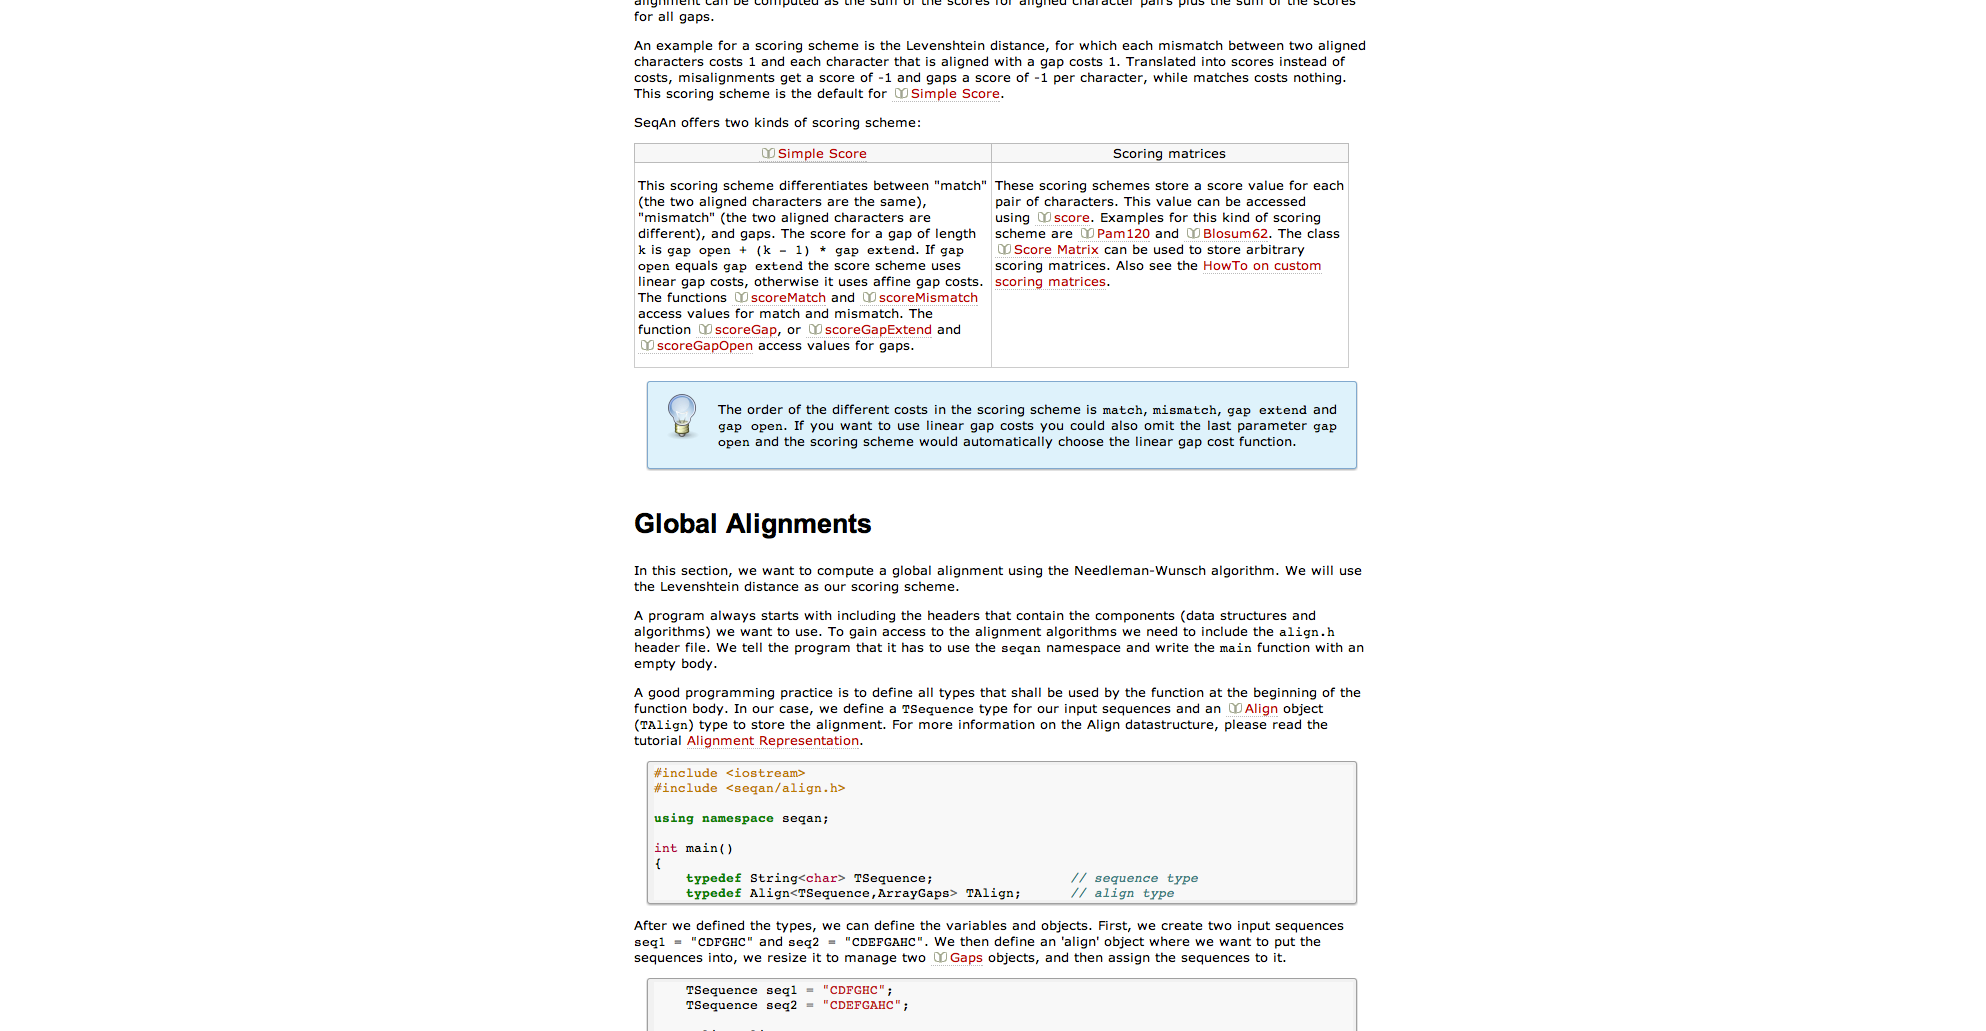 alignment can be computed as the sum of the scores for aligned character pairs plus the sum of the scores
for all gaps.
An example for a scoring scheme is the Levenshtein distance, for which each mismatch between two aligned
characters costs 1 and each character that is aligned with a gap costs 1. Translated into scores instead of
costs, misalignments get a score of -1 and gaps a score of -1 per character, while matches costs nothing.
This scoring scheme is the default for Simple Score.
SeqAn offers two kinds of scoring scheme:
Simple Score
This scoring scheme differentiates between "match"
(the two aligned characters are the same),
"mismatch" (the two aligned characters are
different), and gaps. The score for a gap of length
k is gap open + (k - 1) * gap extend. If gap
open equals gap extend the score scheme uses
linear gap costs, otherwise it uses affine gap costs.
The functions scoreMatch and scoreMismatch
access values for match and mismatch. The
function scoreGap, or scoreGapExtend and
scoreGapOpen access values for gaps.
Scoring matrices
These scoring schemes store a score value for each
pair of characters. This value can be accessed
using score. Examples for this kind of scoring
scheme are Pam120 and Blosum62. The class
Score Matrix can be used to store arbitrary
scoring matrices. Also see the HowTo on custom
scoring matrices.
The order of the different costs in the scoring scheme is match, mismatch, gap extend and
gap open. If you want to use linear gap costs you could also omit the last parameter gap
open and the scoring scheme would automatically choose the linear gap cost function.
Global Alignments
In this section, we want to compute a global alignment using the Needleman-Wunsch algorithm. We will use
the Levenshtein distance as our scoring scheme.
A program always starts with including the headers that contain the components (data structures and
algorithms) we want to use. To gain access to the alignment algorithms we need to include the align.h
header file. We tell the program that it has to use the seqan namespace and write the main function with an
empty body.
A good programming practice is to define all types that shall be used by the function at the beginning of the
function body. In our case, we define a TSequence type for our input sequences and an Align object
(TAlign) type to store the alignment. For more information on the Align datastructure, please read the
tutorial Alignment Representation.
#include <iostream>
#include <seqan/align.h>
using namespace seqan;
int main()
{
typedef String<char> TSequence; // sequence type
typedef Align<TSequence,ArrayGaps> TAlign; // align type
After we defined the types, we can define the variables and objects. First, we create two input sequences
seq1 = "CDFGHC" and seq2 = "CDEFGAHC". We then define an 'align' object where we want to put the
sequences into, we resize it to manage two Gaps objects, and then assign the sequences to it.
TSequence seq1 = "CDFGHC";
TSequence seq2 = "CDEFGAHC";